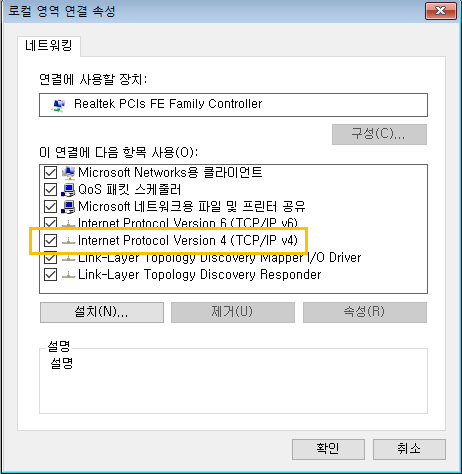 로컬 영역 연결 속성
네트워킹
연결에 사용할 장치:
Realtek PCIs FE Family Controller
구성(C)...
이 연결에 다음 항목 사용(O):
Microsoft Networks용 클라이언트
QoS 패킷 스케줄러
Microsoft 네트워크용 파일 및 프린터 공유
Internet Protocol Version 6 (TCP/IP v6)
Internet Protocol Version 4 (TCP/IP v4)
Link-Layer Topology Discovery Mapper I/O Driver
Link-Layer Topology Discovery Responder
설치(N)... 제거(U) 속성(R)
설명
설명
확인 취소